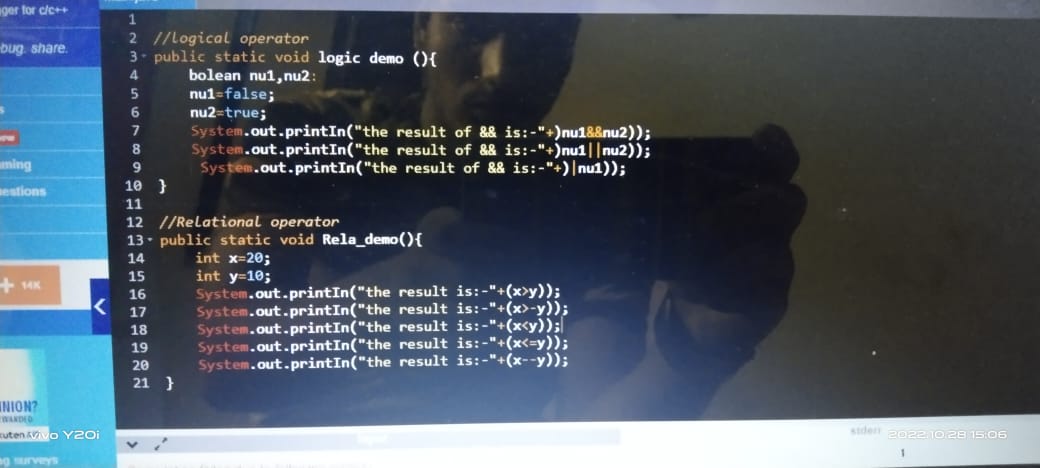 ger for c/c++
bug. share.
s
ming
estions
14K
NION?
WARDED
g surveys
1
2 //logical operator
3 public static void logic demo (){
4 bolean nu1,nu2:
5 nu1=false;
6 nu2=true;
7 System.out.printIn("the result of && is:-"+)nu1&&nu2));
8 System.out.printIn("the result of && is:-"+)nu1||nu2));
9 System.out.printIn("the result of && is:-"+)|nu1));
10 }
11
12 //Relational operator
13 public static void Rela_demo(){
14 int x=20;
15 int y=10;
16 System.out.printIn("the result is:-"+(x>y));
17 System.out.printIn("the result is:-"+(x>-y));
18 System.out.printIn("the result is:-"+(x<y));
19 System.out.printIn("the result is:-"+(x<=y));
20 System.out.printIn("the result is:-"+(x--y));
21 }
stderr
vivo Y20i
2022.10.28 15:06